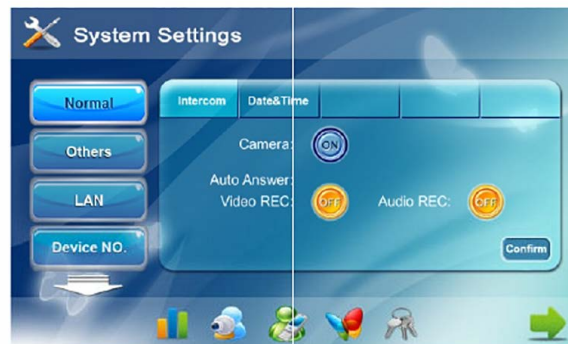 System Settings
Normal
Intercom Date&Time
Others
Camera: ON
Auto Answer:
LAN
Video REC: OFF Audio REC: OFF
Device NO.
Confirm